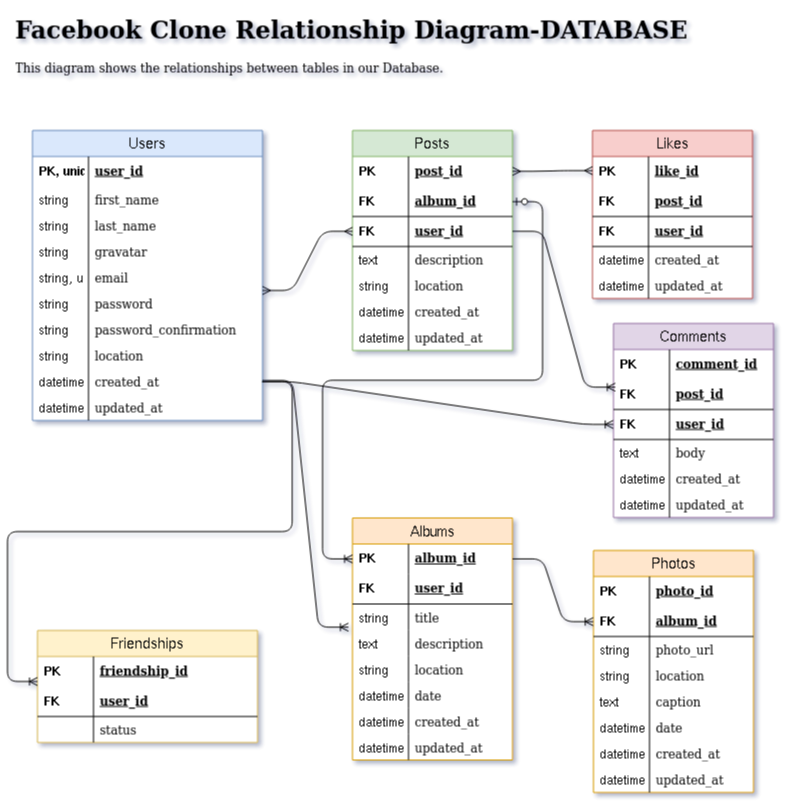 Facebook Clone Relationship Diagram-DATABASE
This diagram shows the relationships between tables in our Database.
Users
PK, unic user_id
string first_name
string last_name
string gravatar
string, u email
string password
string password_confirmation
string location
datetime created_at
datetime updated_at
Posts
PK post_id
FK album_id
FK user_id
text description
string location
datetime created_at
datetime updated_at
Likes
PK like_id
FK post_id
FK user_id
datetime created_at
datetime updated_at
Comments
PK comment_id
FK post_id
FK user_id
text body
datetime created_at
datetime updated_at
Friendships
PK friendship_id
FK user_id
status
Albums
PK album_id
FK user_id
string title
text description
string location
datetime date
datetime created_at
datetime updated_at
Photos
PK photo_id
FK album_id
string photo_url
string location
text caption
datetime date
datetime created_at
datetime updated_at